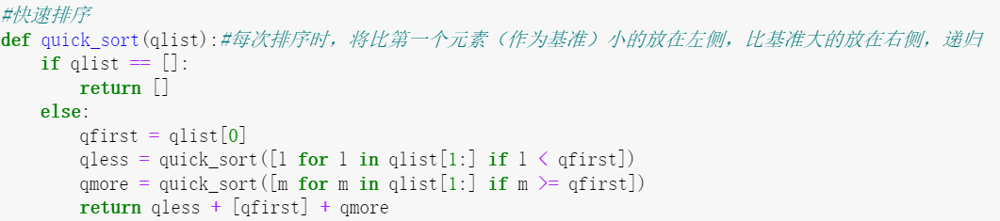 #快速排序
def quick_sort(qlist):#每次排序时，将比第一个元素（作为基准）小的放在左侧，比基准大的放在右侧，递归
    if qlist == []:
        return []
    else:
        qfirst = qlist[0]
        qless = quick_sort([l for l in qlist[1:] if l < qfirst])
        qmore = quick_sort([m for m in qlist[1:] if m >= qfirst])
        return qless + [qfirst] + qmore